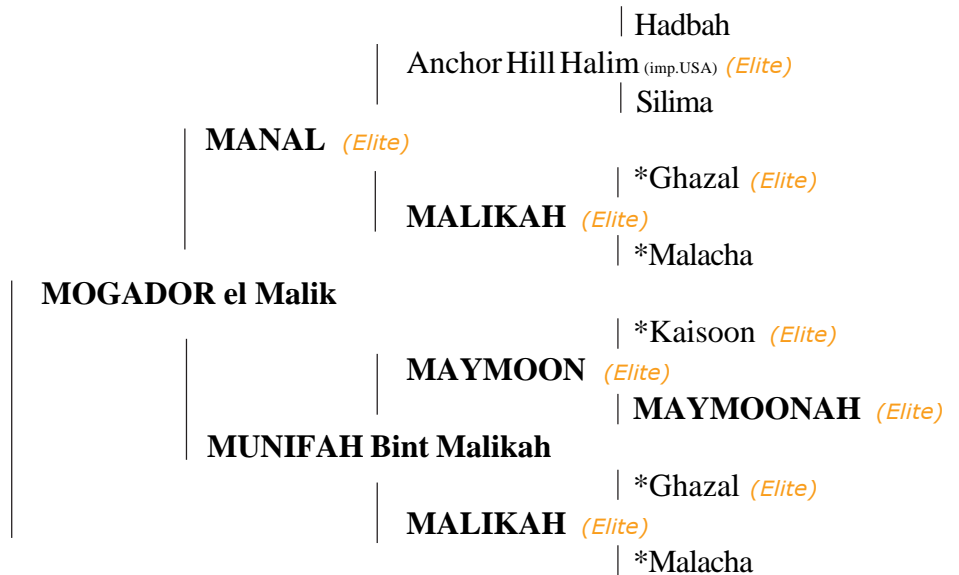 Hadbah
Anchor Hill Halim (imp.USA) (Elite)
Silima
MANAL (Elite)
*Ghazal (Elite)
MALIKAH (Elite)
*Malacha
MOGADOR el Malik
*Kaisoon (Elite)
MAYMOON (Elite)
MAYMOONAH (Elite)
MUNIFAH Bint Malikah
*Ghazal (Elite)
MALIKAH (Elite)
*Malacha